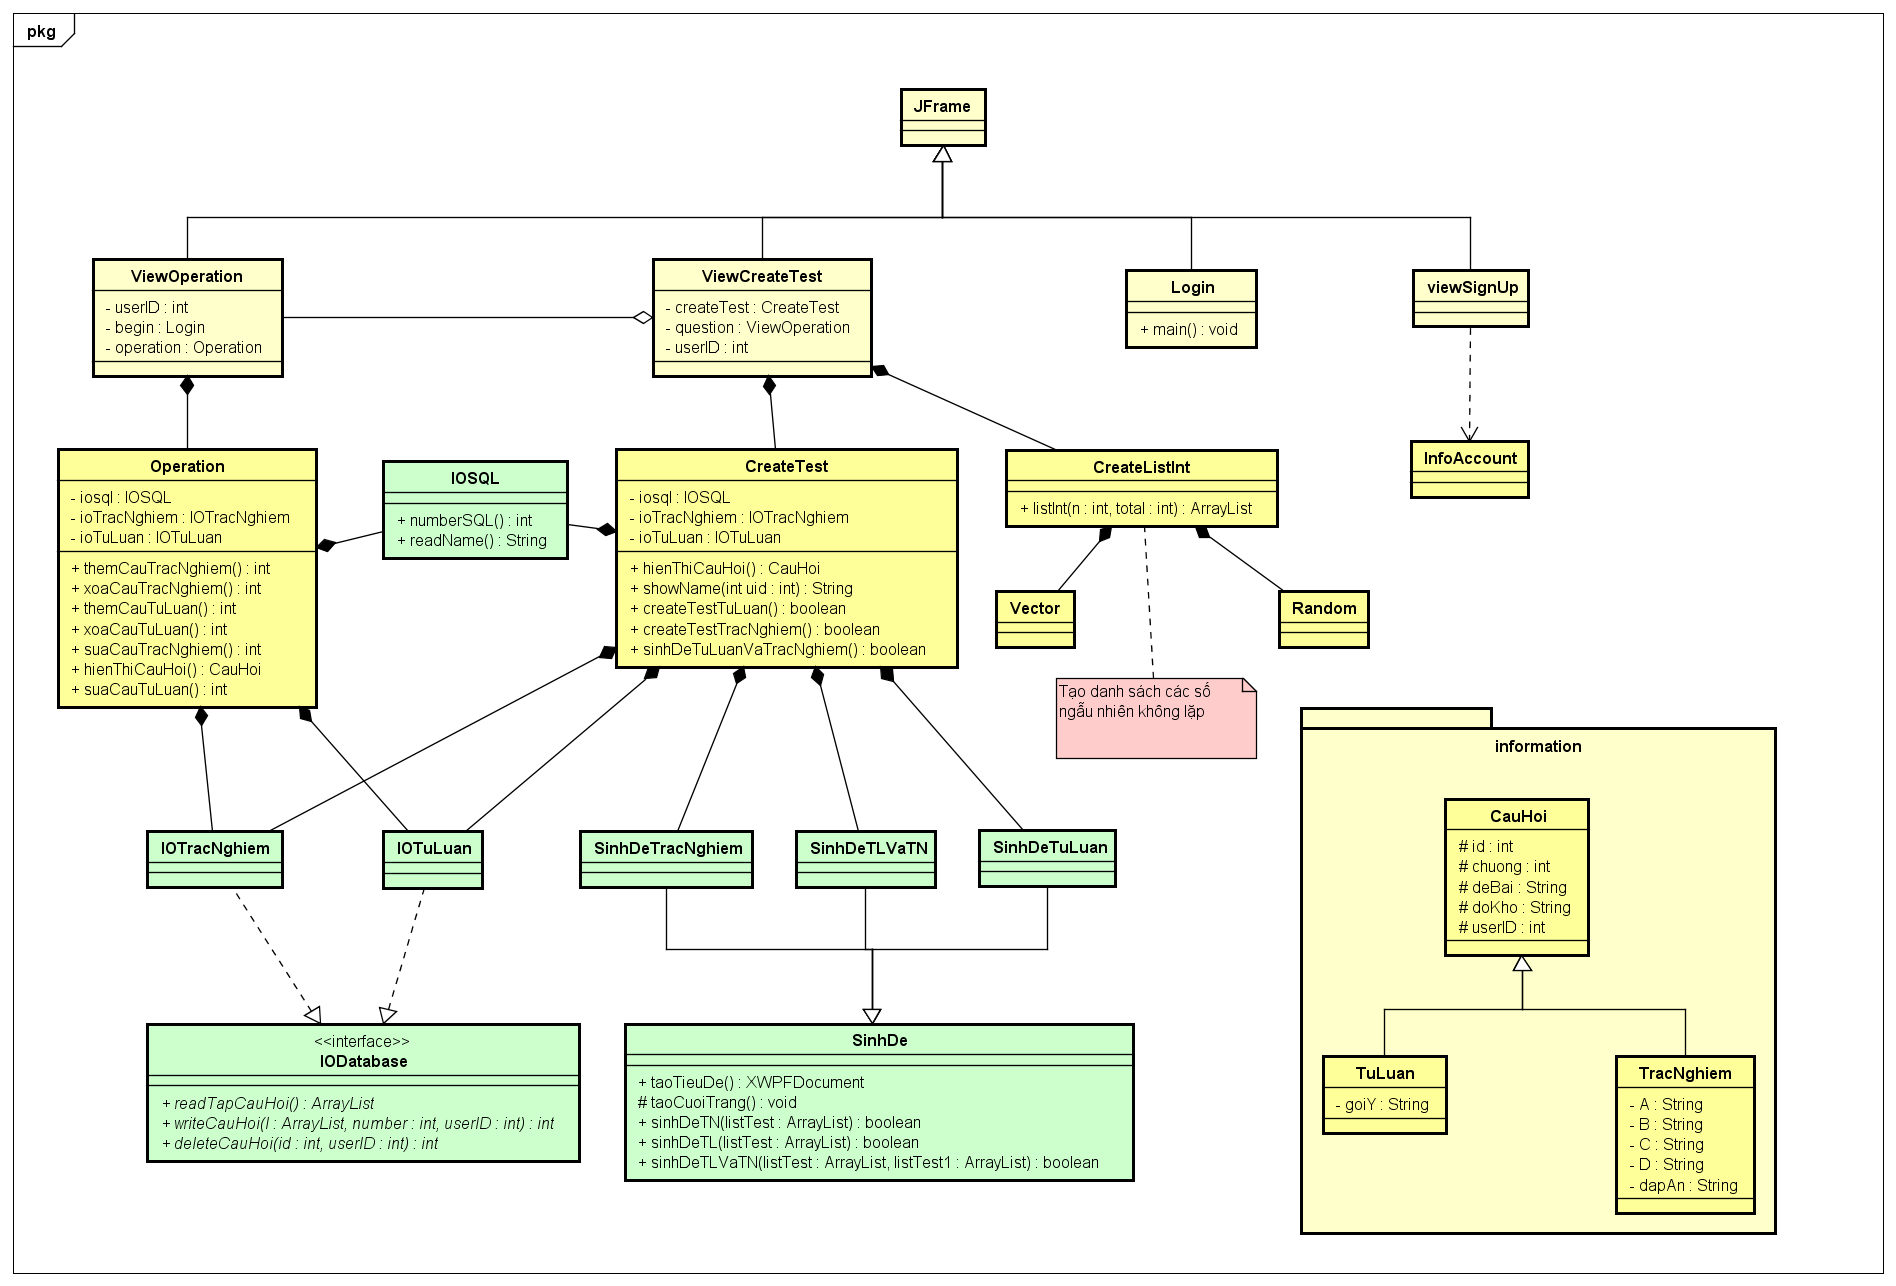 pkg
JFrame
ViewOperation
- userID : int
- begin : Login
- operation : Operation
ViewCreateTest
- createTest : CreateTest
- question : ViewOperation
- userID : int
Login
+ main() : void
viewSignUp
Operation
- iosql : IOSQL
- ioTracNghiem : IOTracNghiem
- ioTuLuan : IOTuLuan
+ themCauTracNghiem() : int
+ xoaCauTracNghiem() : int
+ themCauTuLuan() : int
+ xoaCauTuLuan() : int
+ suaCauTracNghiem() : int
+ hienThiCauHoi() : CauHoi
+ suaCauTuLuan() : int
IOSQL
+ numberSQL() : int
+ readName() : String
CreateTest
- iosql : IOSQL
- ioTracNghiem : IOTracNghiem
- ioTuLuan : IOTuLuan
+ hienThiCauHoi() : CauHoi
+ showName(int uid : int) : String
+ createTestTuLuan() : boolean
+ createTestTracNghiem() : boolean
+ sinhDeTuLuanVaTracNghiem() : boolean
CreateListInt
+ listInt(n : int, total : int) : ArrayList
InfoAccount
Vector
Random
Tạo danh sách các số
ngẫu nhiên không lặp
information
CauHoi
# id : int
# chuong : int
# deBai : String
# doKho : String
# userID : int
IOTracNghiem
IOTuLuan
SinhDeTracNghiem
SinhDeTLVaTN
SinhDeTuLuan
<<interface>>
IODatabase
+ readTapCauHoi() : ArrayList
+ writeCauHoi(l : ArrayList, number : int, userID : int) : int
+ deleteCauHoi(id : int, userID : int) : int
SinhDe
+ taoTieuDe() : XWPFDocument
# taoCuoiTrang() : void
+ sinhDeTN(listTest : ArrayList) : boolean
+ sinhDeTL(listTest : ArrayList) : boolean
+ sinhDeTLVaTN(listTest : ArrayList, listTest1 : ArrayList) : boolean
TuLuan
- goiY : String
TracNghiem
- A : String
- B : String
- C : String
- D : String
- dapAn : String